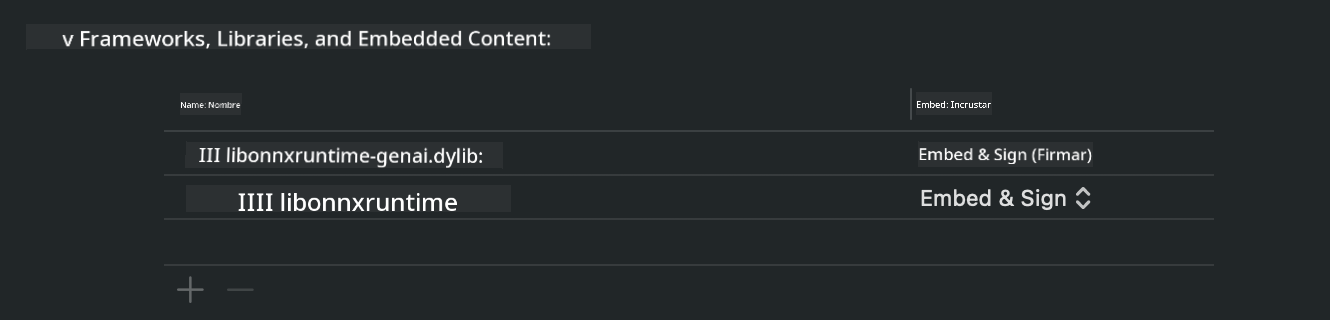 v Frameworks, Libraries, and Embedded Content:
Name: Nombre Embed: Incrustar
III libonnxruntime-genai.dylib: Embed & Sign (Firmar)
IIII libonnxruntime Embed & Sign